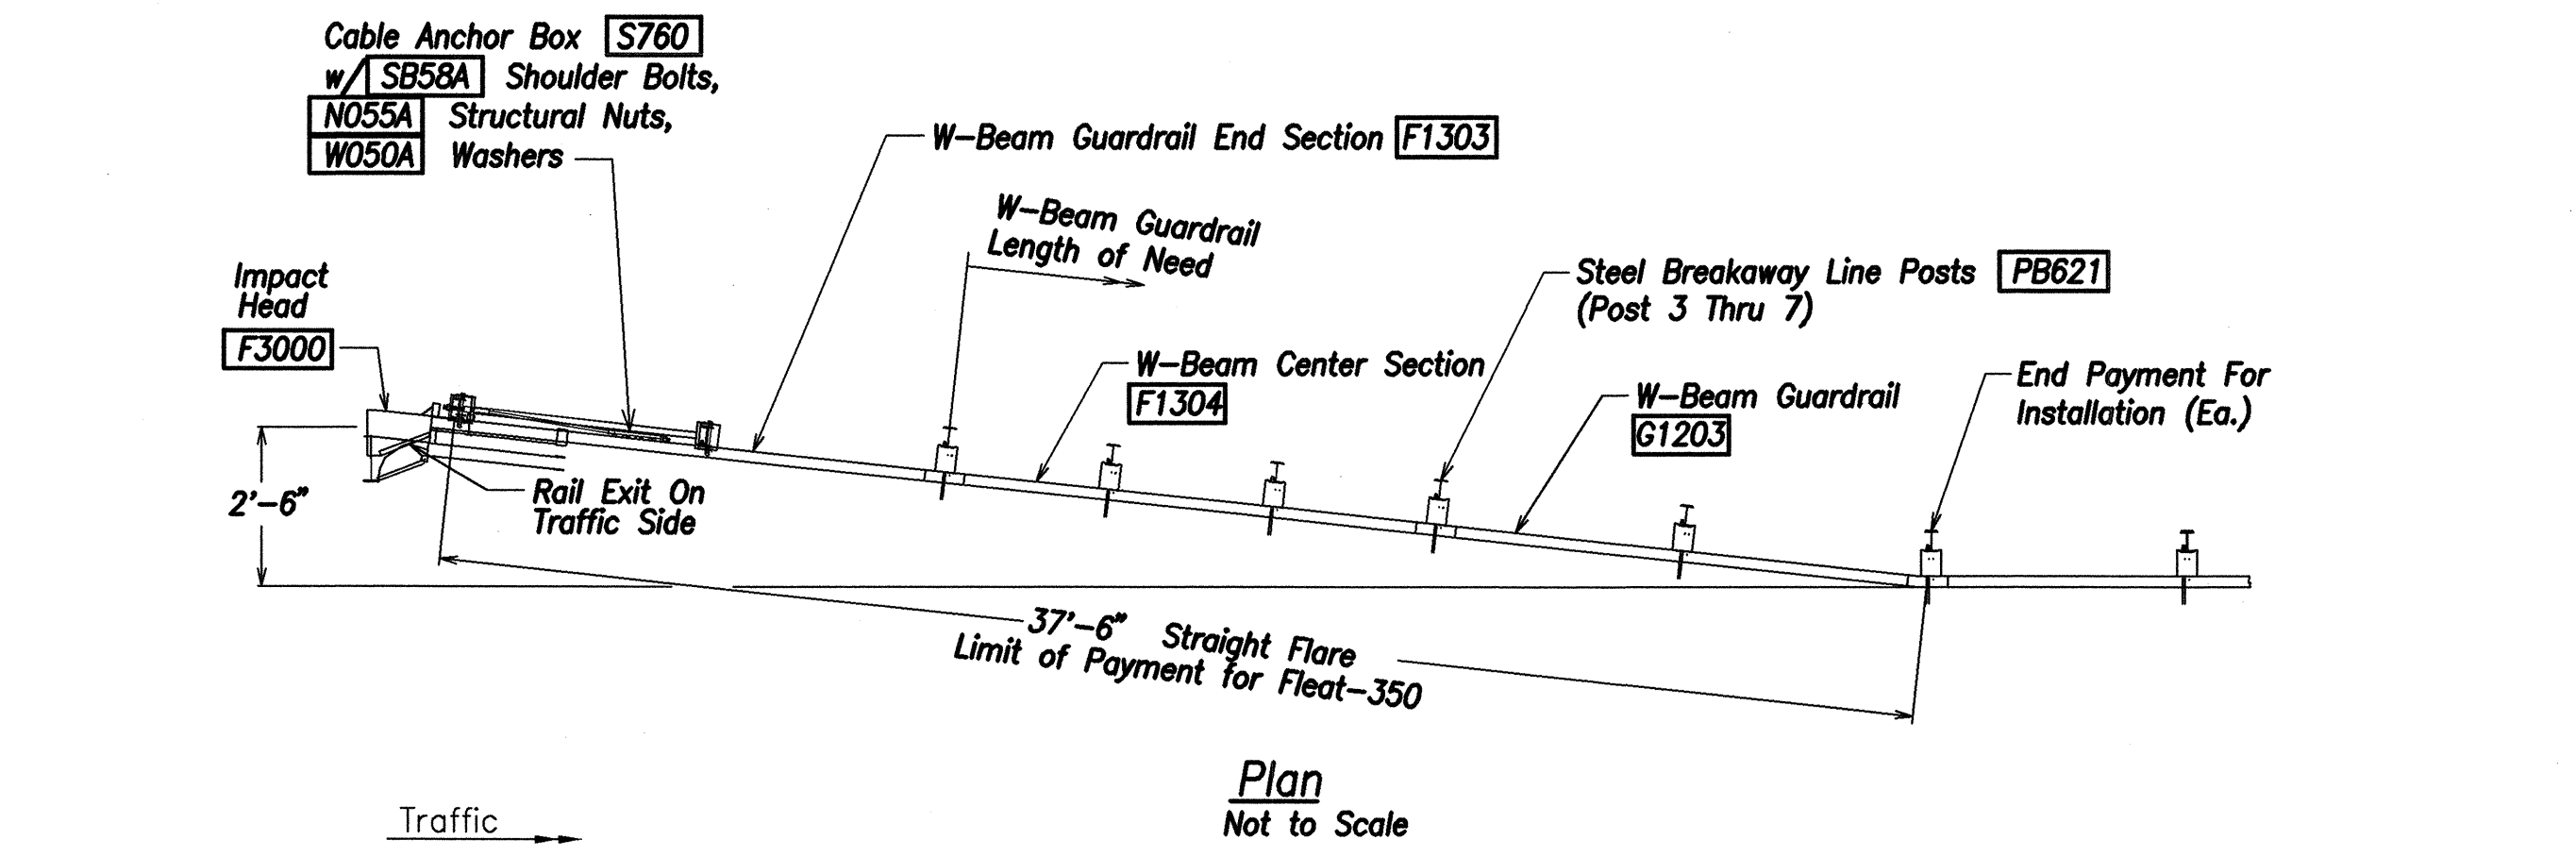 Cable Anchor Box S760
w/ SB58A Shoulder Bolts,
N055A Structural Nuts,
W050A Washers
W-Beam Guardrail End Section F1303
W-Beam Guardrail
Length of Need
Impact
Head
F3000
Steel Breakaway Line Posts PB621
(Post 3 Thru 7)
W-Beam Center Section
F1304
W-Beam Guardrail
G1203
End Payment For
Installation (Ea.)
2'-6"
Rail Exit On
Traffic Side
37'-6" Straight Flare
Limit of Payment for Fleat-350
Plan
Not to Scale
Traffic